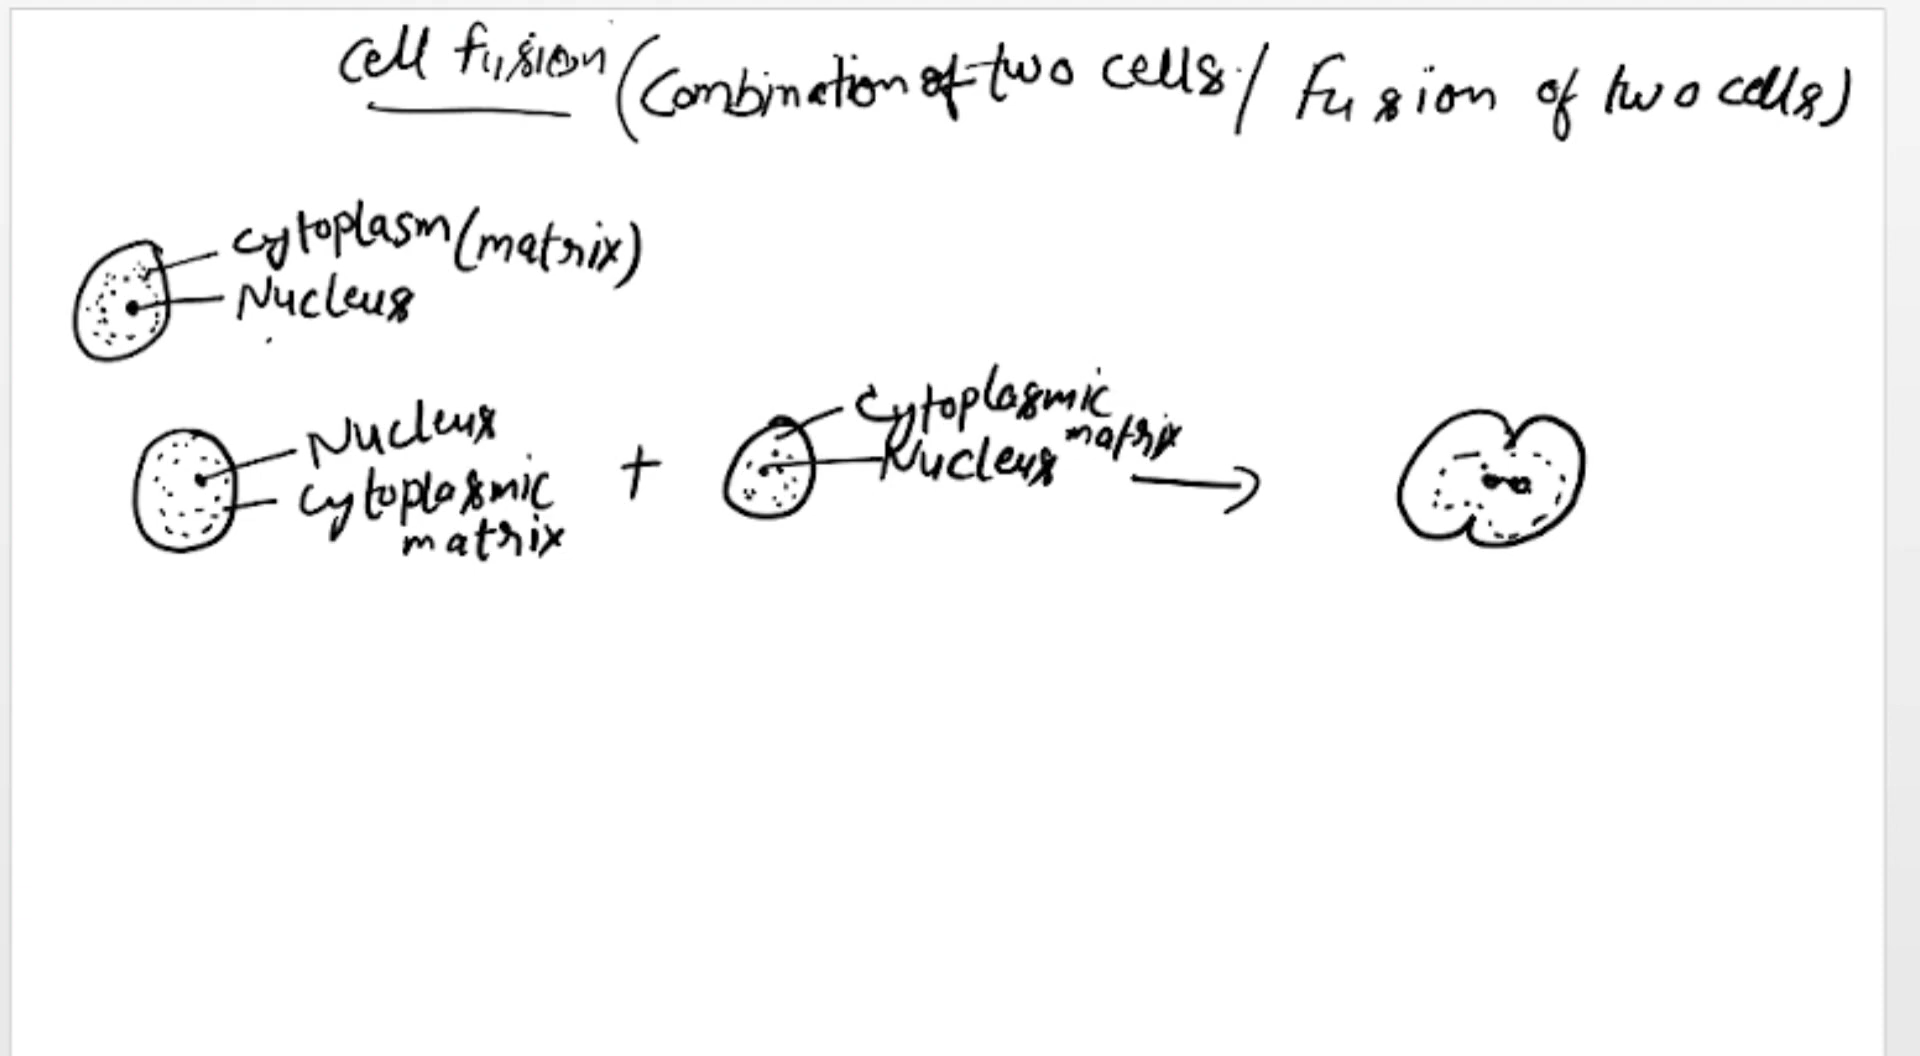 Cell fusion (Combination of two cells / Fusion of two cells)
Cytoplasm (matrix)
Nucleus
Nucleus
Cytoplasmic
matrix
+
Cytoplasmic
matrix
Nucleus